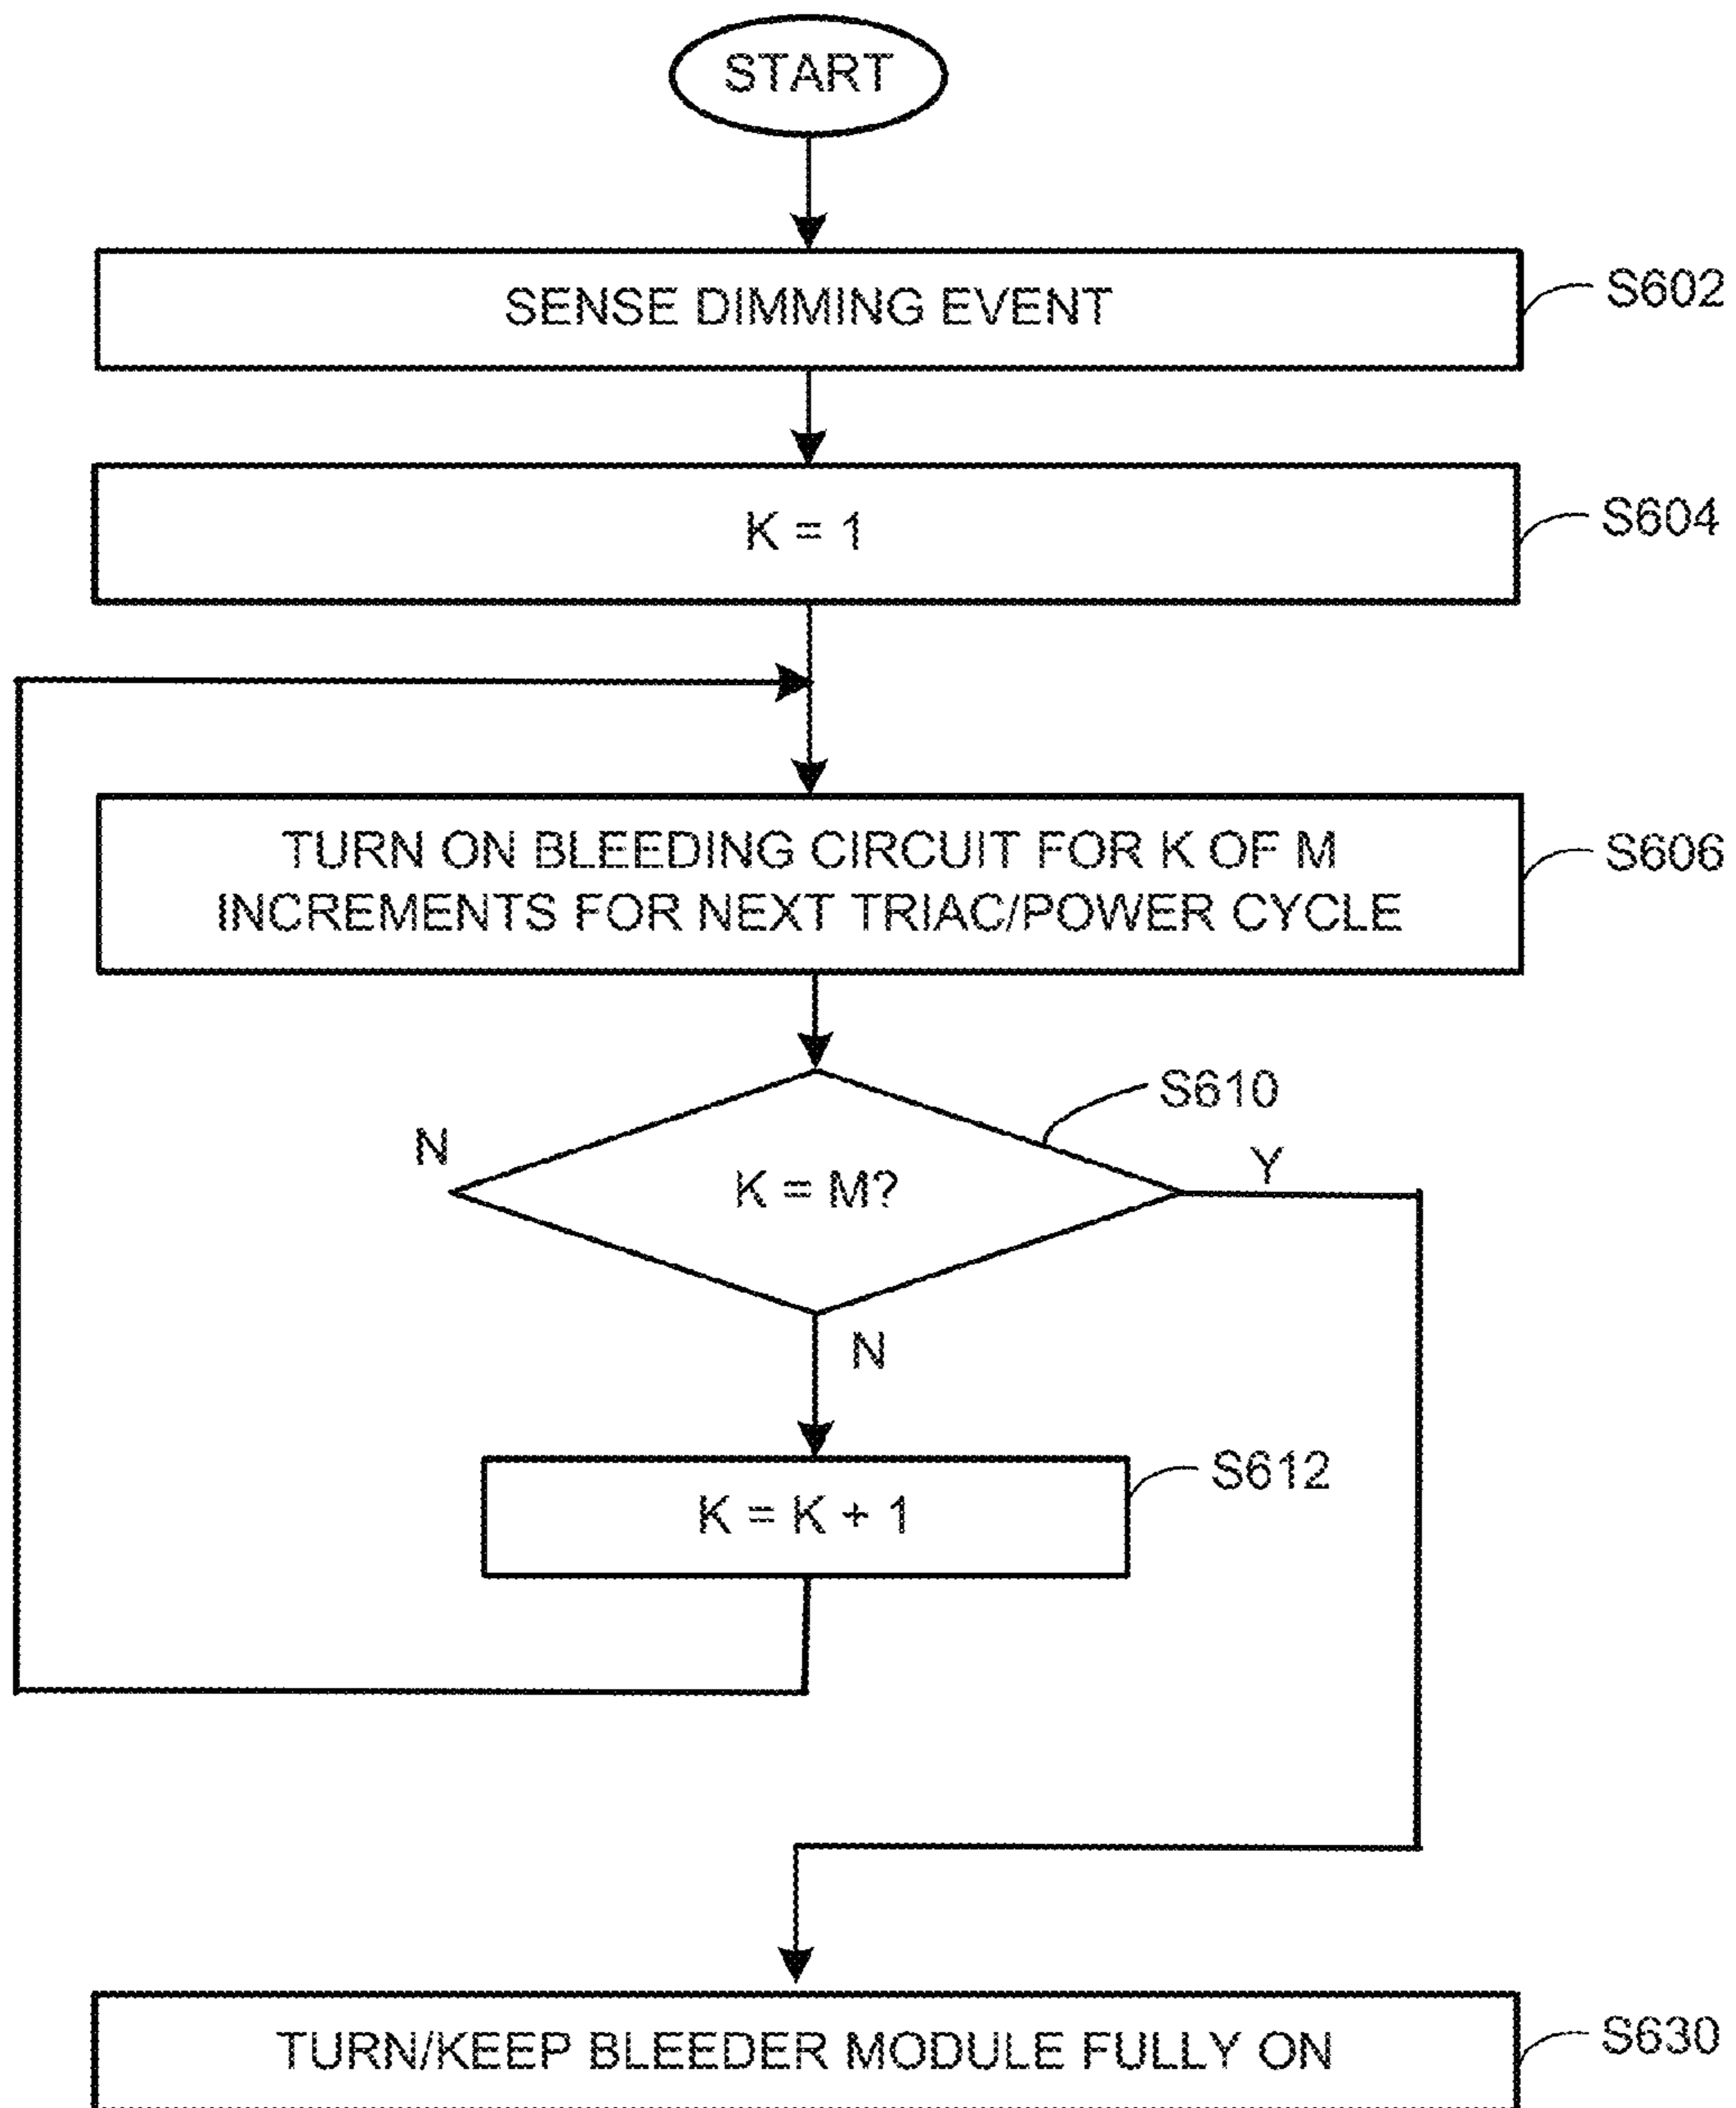 START
SENSE DIMMING EVENT
S602
K = 1
S604
TURN ON BLEEDING CIRCUIT FOR K OF M
INCREMENTS FOR NEXT TRIAC/POWER CYCLE
S606
S610
N
K = M?
Y
N
S612
K = K + 1
TURN/KEEP BLEEDER MODULE FULLY ON
S630